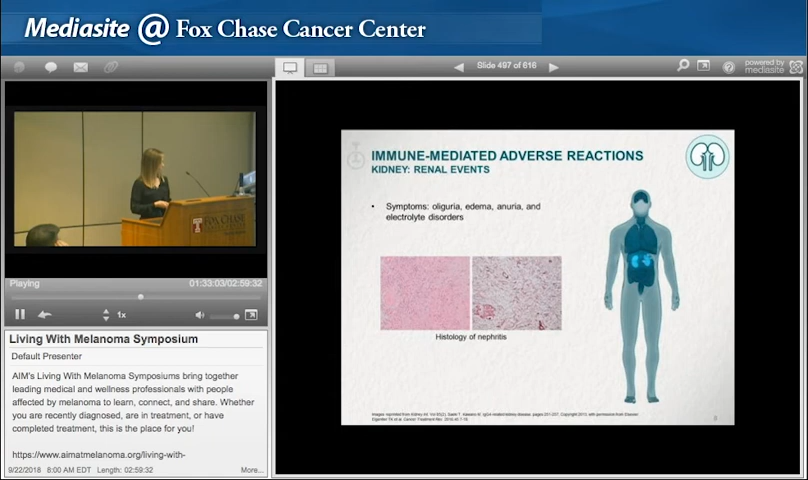 Mediasite @ Fox Chase Cancer Center
Slide 497 of 616
powered by
mediasite
FOX CHASE
Playing
01:33:03/02:59:32
1x
Living With Melanoma Symposium
Default Presenter
AIM's Living With Melanoma Symposiums bring together
leading medical and wellness professionals with people
affected by melanoma to learn, connect, and share. Whether
you are recently diagnosed, are in treatment, or have
completed treatment, this is the place for you!
https://www.aimatmelanoma.org/living-with-
9/22/2018 8:00 AM EDT Length: 02:59:32 More...
IMMUNE-MEDIATED ADVERSE REACTIONS
KIDNEY: RENAL EVENTS
• Symptoms: oliguria, edema, anuria, and
electrolyte disorders
Histology of nephritis